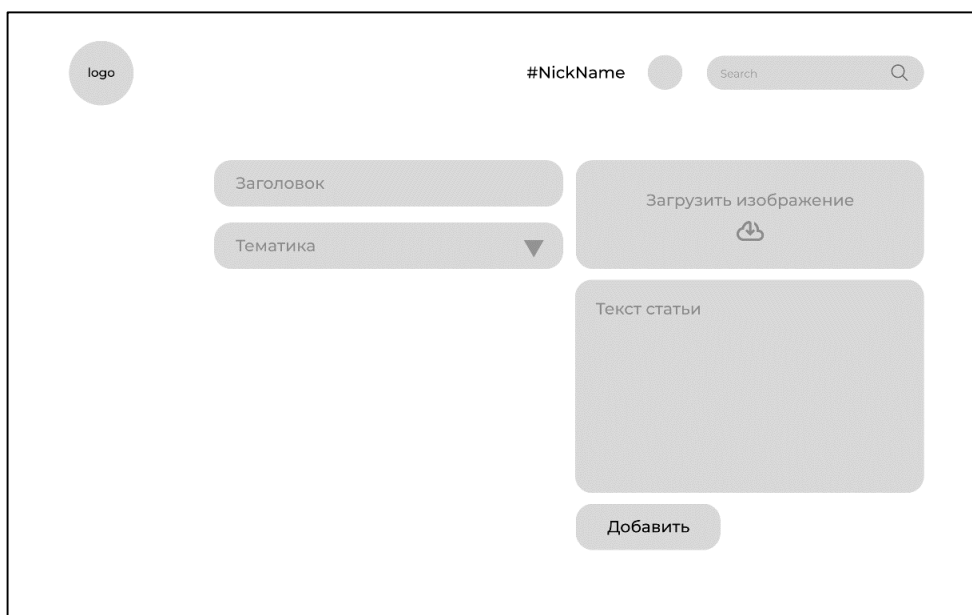 logo
#NickName
Search
Заголовок
Загрузить изображение
Тематика
Текст статьи
Добавить